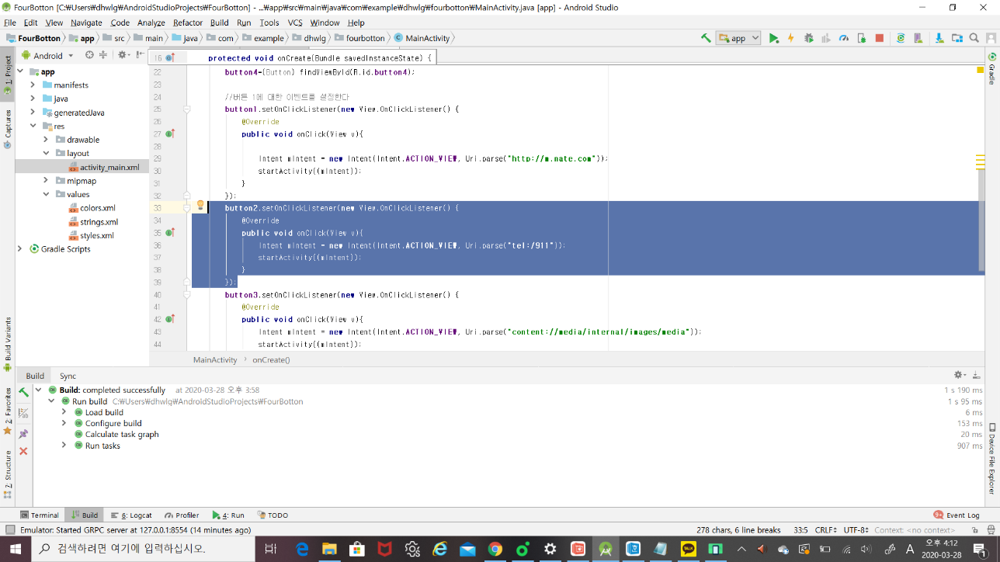 FourBotton [C:₩Users₩dhwlg₩AndroidStudioProjects₩FourBotton] - ...₩app₩src₩main₩java₩com₩example₩dhwlg₩fourbotton₩MainActivity.java [app] - Android Studio
File Edit View Navigate Code Analyze Refactor Build Run Tools VCS Window Help
FourBotton app src main java com example dhwlg fourbotton MainActivity app
Android
1: Project
Captures
Build Variants
2: Favorites
7: Structure
app
manifests
java
generatedJava
res
drawable
layout
activity_main.xml
mipmap
values
colors.xml
strings.xml
styles.xml
Gradle Scripts
16 protected void onCreate(Bundle savedInstanceState) {
22 button4=(Button) findViewById(R.id.button4);
23
24 //버튼 1에 대한 이벤트를 설정한다
25 button1.setOnClickListener(new View.OnClickListener() {
26 @Override
27 public void onClick(View v){
28
29 Intent mIntent = new Intent(Intent.ACTION_VIEW, Uri.parse("http://m.nate.com"));
30 startActivity((mIntent));
31 }
32 });
33 button2.setOnClickListener(new View.OnClickListener() {
34 @Override
35 public void onClick(View v){
36 Intent mIntent = new Intent(Intent.ACTION_VIEW, Uri.parse("tel:/911"));
37 startActivity((mIntent));
38 }
39 });
40 button3.setOnClickListener(new View.OnClickListener() {
41 @Override
42 public void onClick(View v){
43 Intent mIntent = new Intent(Intent.ACTION_VIEW, Uri.parse("content://media/internal/images/media"));
44 startActivity((mIntent));
MainActivity > onCreate()
Gradle
Device File Explorer
Build Sync
Build: completed successfully at 2020-03-28 오후 3:58 1 s 190 ms
Run build C:₩Users₩dhwlg₩AndroidStudioProjects₩FourBotton 1 s 95 ms
Load build 6 ms
Configure build 153 ms
Calculate task graph 20 ms
Run tasks 907 ms
Terminal Build 6: Logcat Profiler 4: Run TODO 9+ Event Log
Emulator: Started GRPC server at 127.0.0.1:8554 (14 minutes ago) 278 chars, 6 line breaks 33:5 CRLF UTF-8 Context: <no context>
검색하려면 여기에 입력하십시오. TALK A 오후 4:12
2020-03-28 1